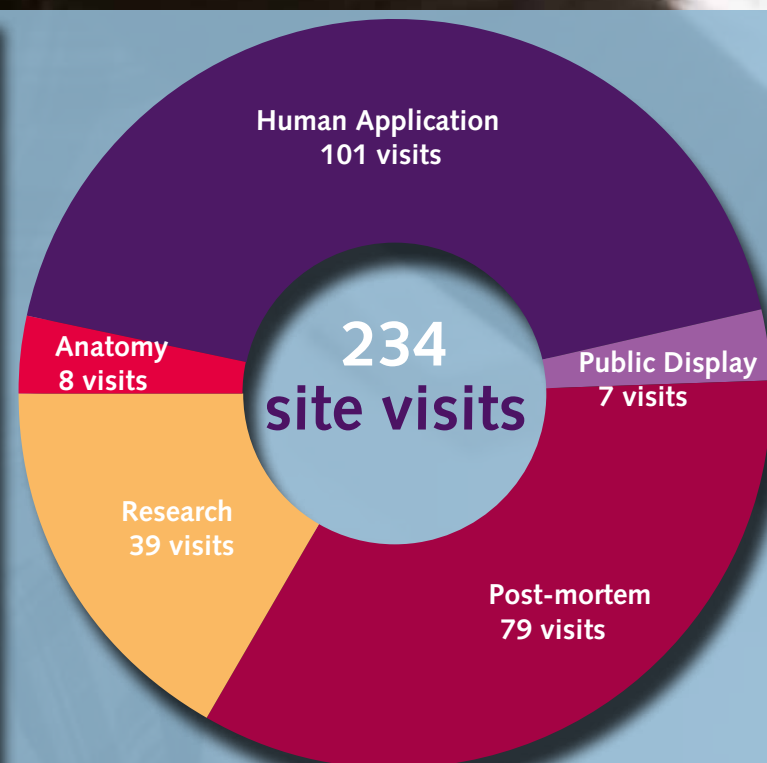 Human Application
101 visits
234
site visits
Anatomy
8 visits
Public Display
7 visits
Research
39 visits
Post-mortem
79 visits